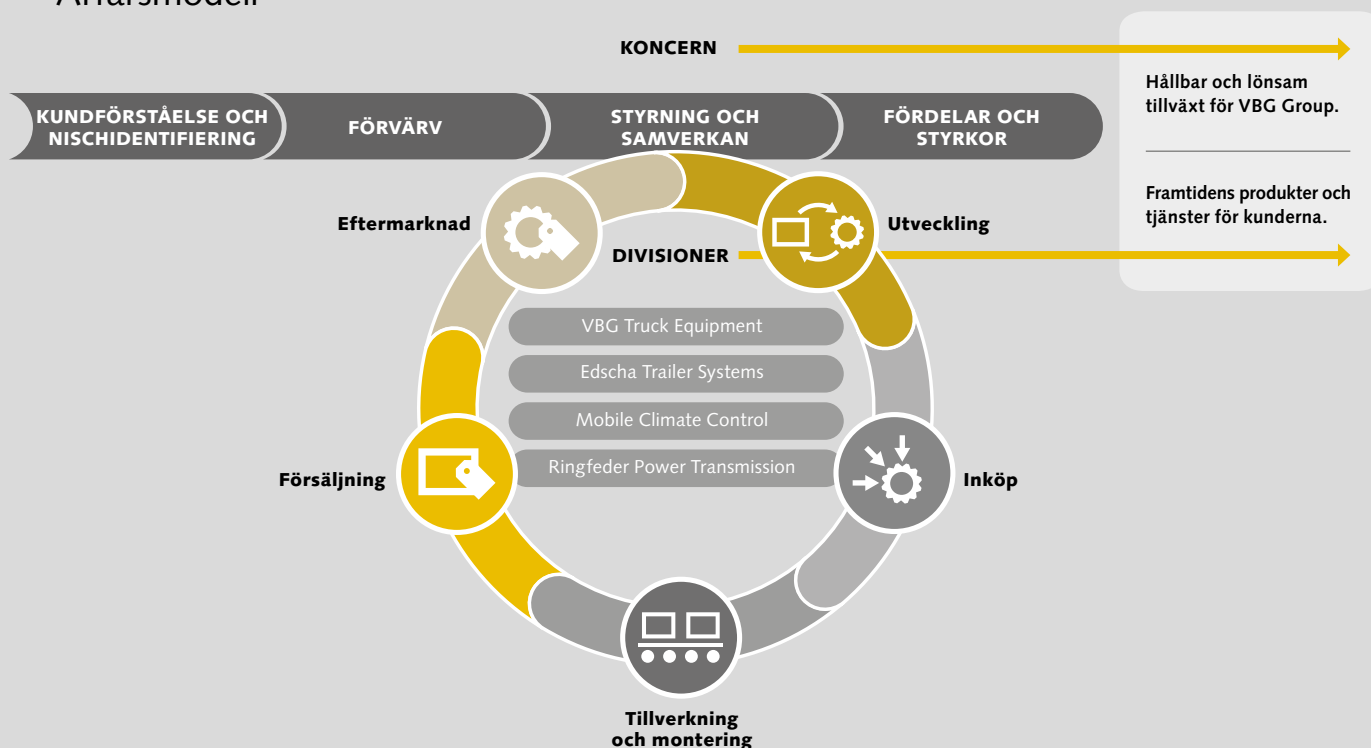 Affärsmodell
KONCERN
KUNDFÖRSTÅELSE OCH
NISCHIDENTIFIERING
FÖRVÄRV
STYRNING OCH
SAMVERKAN
FÖRDELAR OCH
STYRKOR
Hållbar och lönsam
tillväxt för VBG Group.
Framtidens produkter och
tjänster för kunderna.
Eftermarknad
Utveckling
DIVISIONER
VBG Truck Equipment
Edscha Trailer Systems
Mobile Climate Control
Ringfeder Power Transmission
Försäljning
Inköp
Tillverkning
och montering